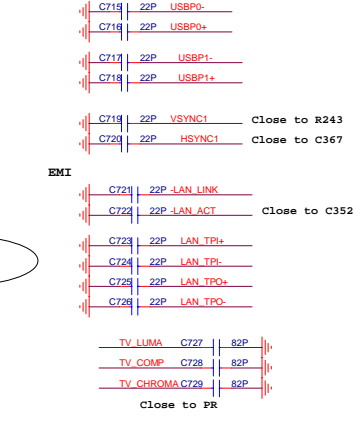 C715 22P USBP0-
C716 22P USBP0+
C717 22P USBP1-
C718 22P USBP1+
C719 22P VSYNC1 Close to R243
C720 22P HSYNC1 Close to C367
EMI
C721 22P -LAN_LINK
C722 22P -LAN_ACT Close to C352
C723 22P LAN_TPI+
C724 22P LAN_TPI-
C725 22P LAN_TPO+
C726 22P LAN_TPO-
TV_LUMA C727 82P
TV_COMP C728 82P
TV_CHROMA C729 82P
Close to PR